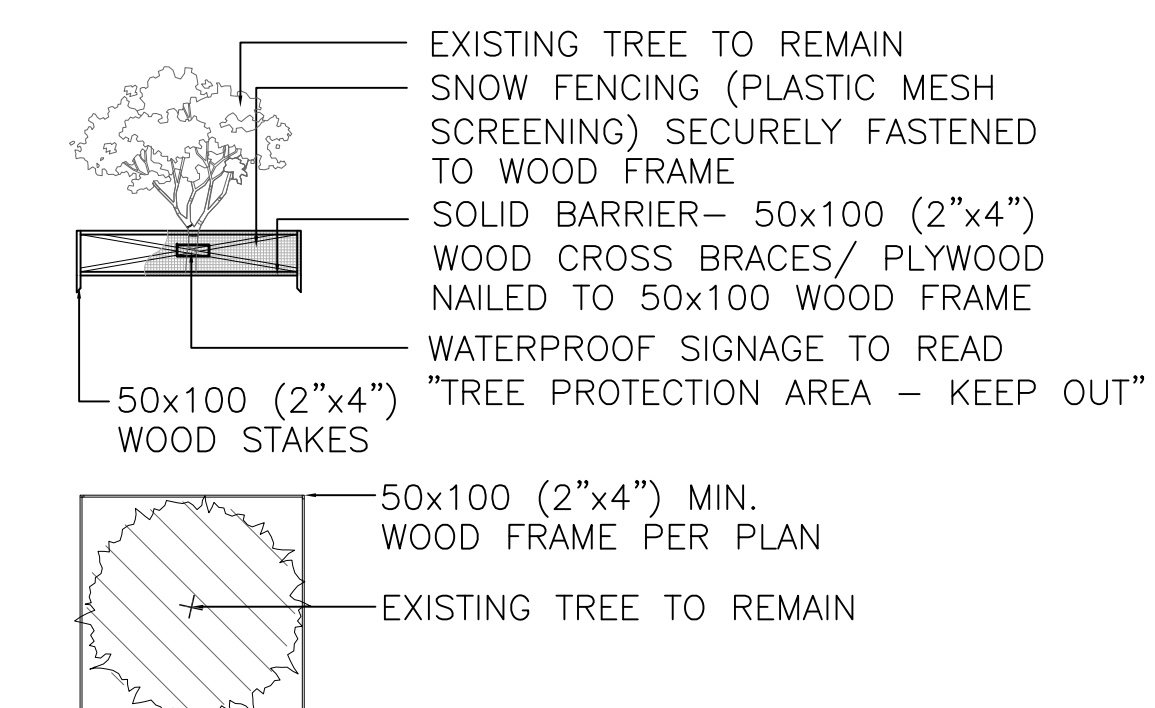 EXISTING TREE TO REMAIN
SNOW FENCING (PLASTIC MESH
SCREENING) SECURELY FASTENED
TO WOOD FRAME
SOLID BARRIER– 50x100 (2”x4”)
WOOD CROSS BRACES/ PLYWOOD
NAILED TO 50x100 WOOD FRAME
WATERPROOF SIGNAGE TO READ
”TREE PROTECTION AREA – KEEP OUT”
50x100 (2”x4”)
WOOD STAKES
50x100 (2”x4”) MIN.
WOOD FRAME PER PLAN
EXISTING TREE TO REMAIN